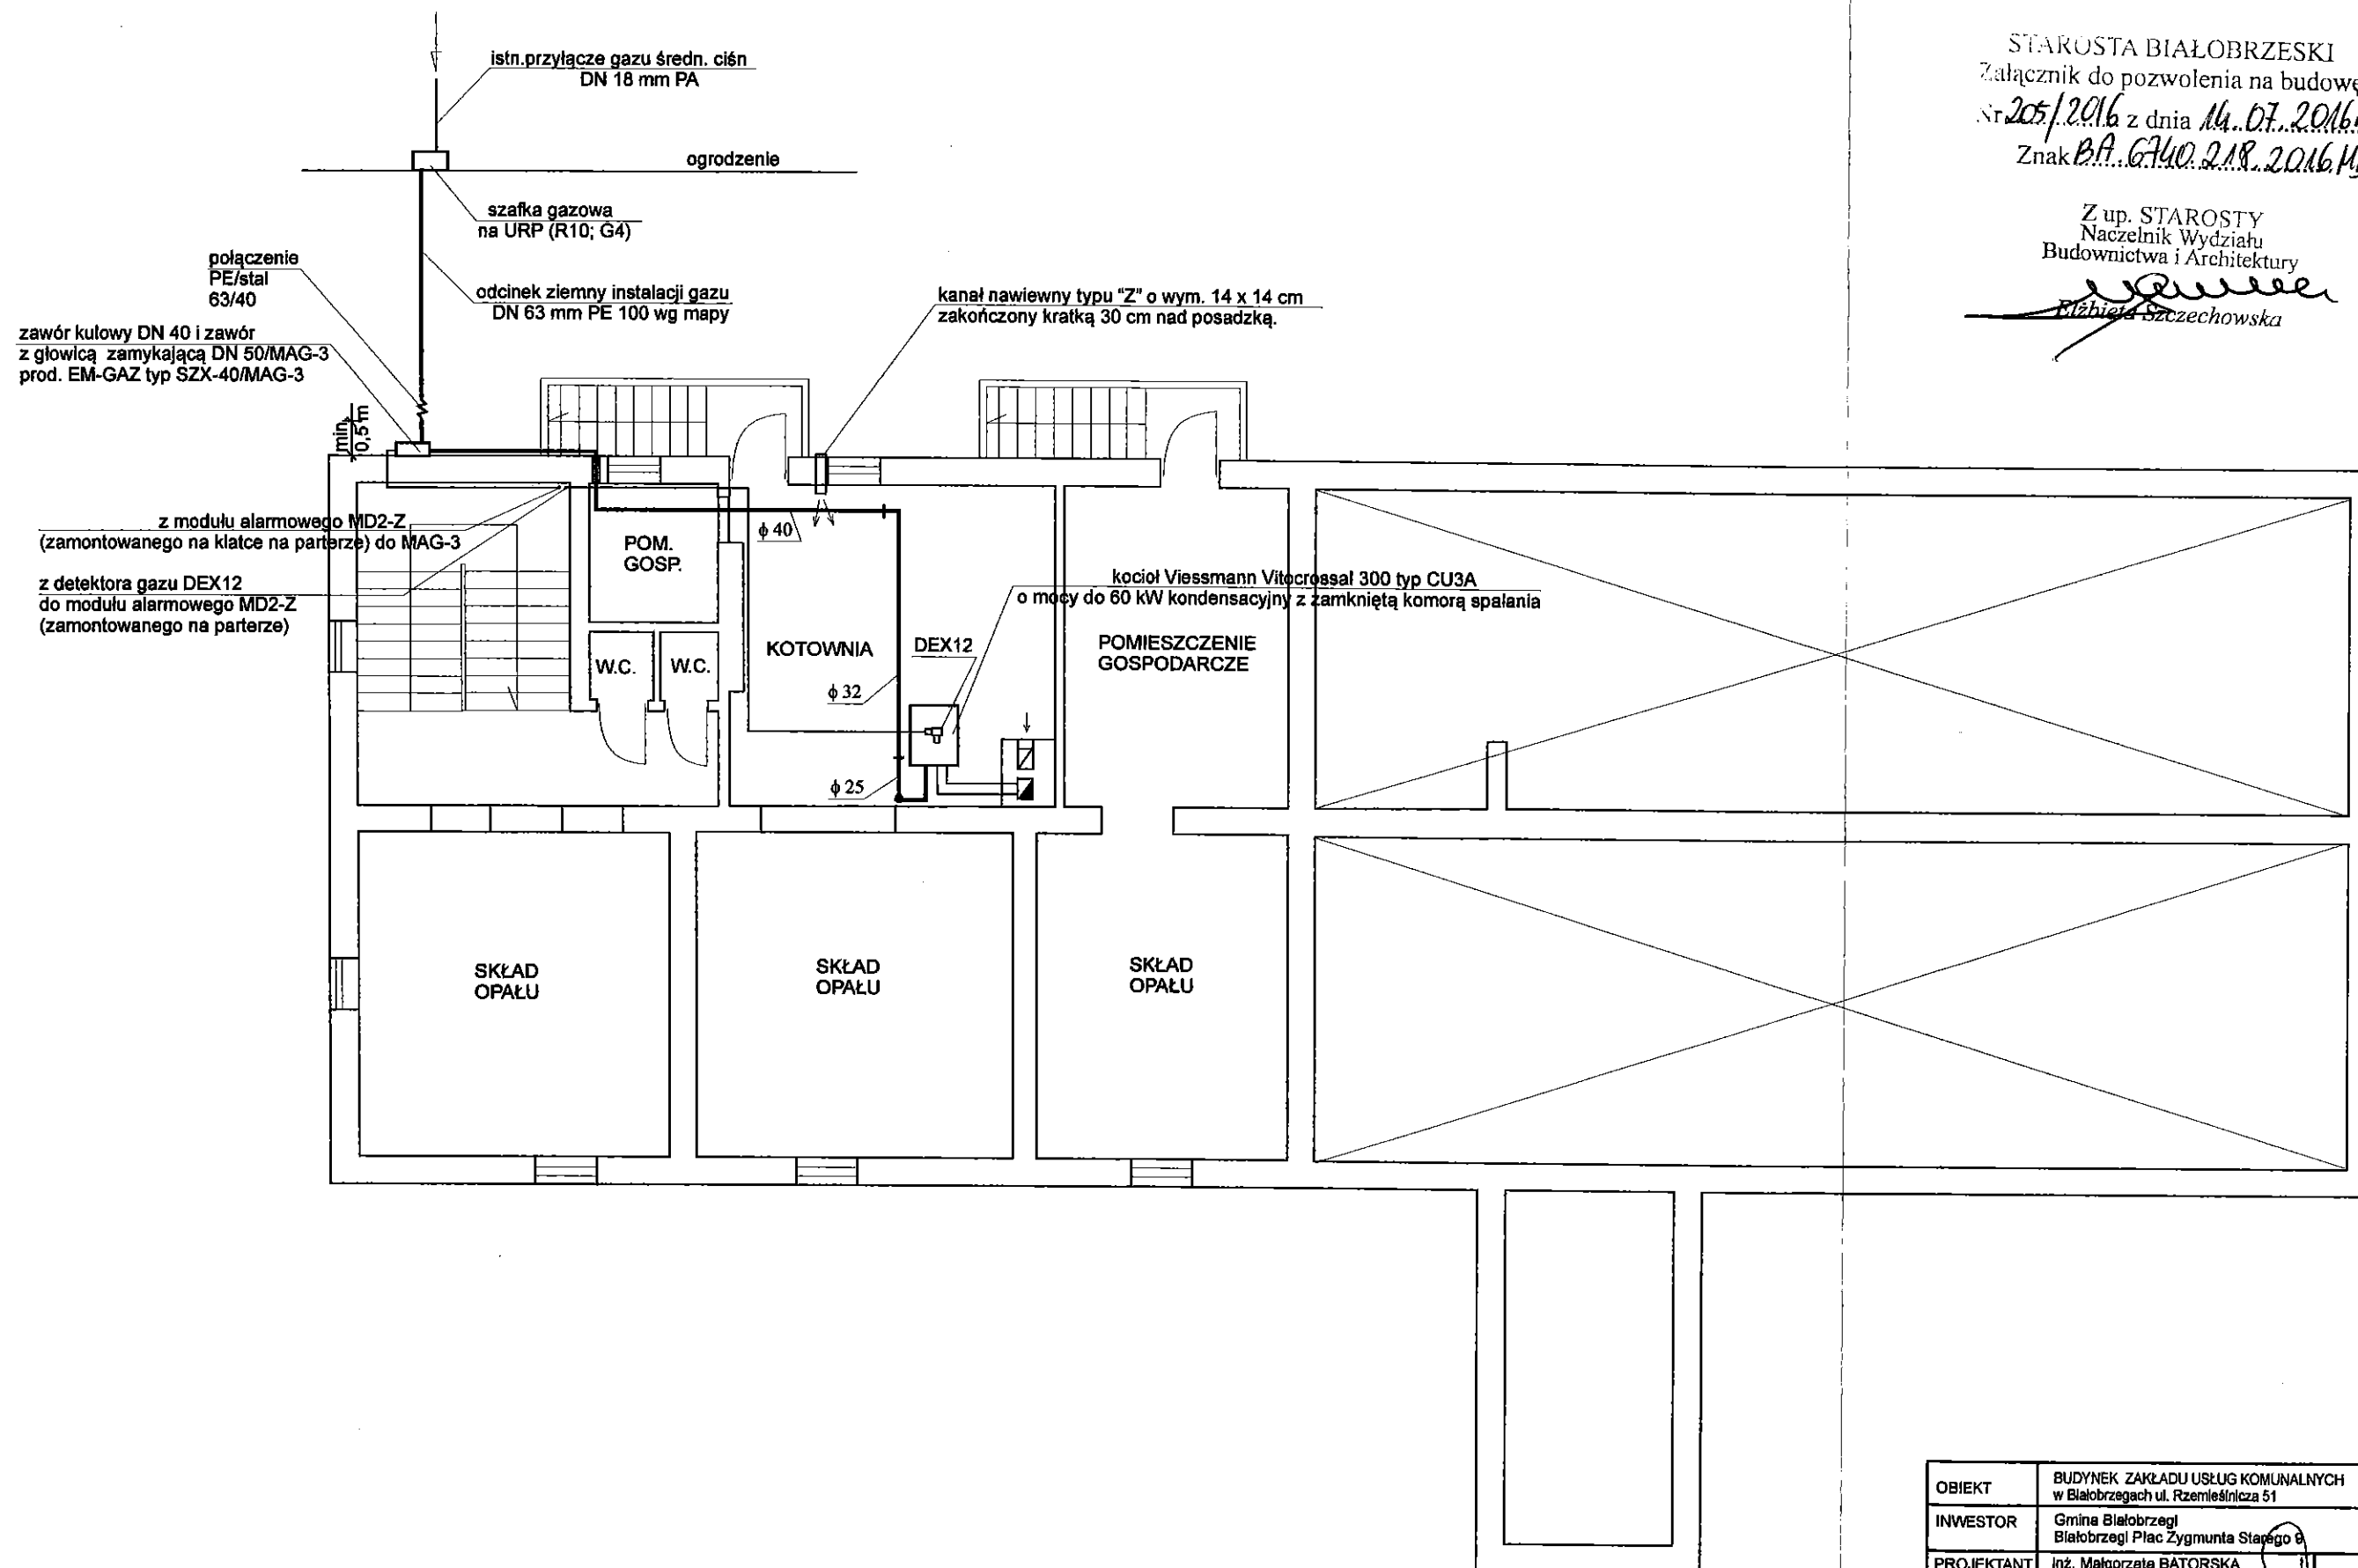 STAROSTA BIAŁOBRZESKI
Załącznik do pozwolenia na budowę
Nr 205/2016 z dnia 14.07.2016
Znak BA.6740.218.2016
Z up. STAROSTY
Naczelnik Wydziału
Budownictwa i Architektury
Elżbieta Szczechowska
istn.przyłącze gazu średn. ciśn
DN 18 mm PA
ogrodzenie
szafka gazowa
na URP (R10; G4)
połączenie
PE/stal
63/40
odcinek ziemny instalacji gazu
DN 63 mm PE 100 wg mapy
kanał nawiewny typu "Z" o wym. 14 x 14 cm
zakończony kratką 30 cm nad posadzką.
zawór kulowy DN 40 i zawór
z głowicą zamykającą DN 50/MAG-3
prod. EM-GAZ typ SZX-40/MAG-3
min
0,5 m
z modułu alarmowego MD2-Z
(zamontowanego na klatce na parterze) do MAG-3
z detektora gazu DEX12
do modułu alarmowego MD2-Z
(zamontowanego na parterze)
POM.
GOSP.
ϕ 40
kocioł Viessmann Vitocrossal 300 typ CU3A
o mocy do 60 kW kondensacyjny z zamkniętą komorą spalania
W.C.
W.C.
KOTOWNIA
DEX12
POMIESZCZENIE
GOSPODARCZE
ϕ 32
ϕ 25
SKŁAD
OPAŁU
SKŁAD
OPAŁU
SKŁAD
OPAŁU
OBIEKT
BUDYNEK ZAKŁADU USŁUG KOMUNALNYCH
w Białobrzegach ul. Rzemieślnicza 51
INWESTOR
Gmina Białobrzegi
Białobrzegi Plac Zygmunta Starego 9
PROJEKTANT
inż. Małgorzata BATORSKA